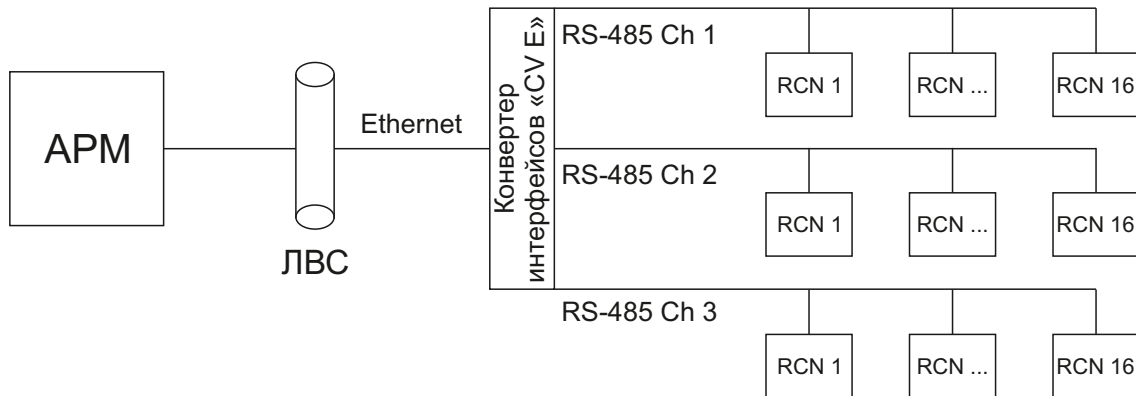 RS-485 Ch 1
RCN 1
RCN ...
RCN 16
АРМ
ЛВС
Ethernet
Конвертер
интерфейсов «CV E»
RS-485 Ch 2
RCN 1
RCN ...
RCN 16
RS-485 Ch 3
RCN 1
RCN ...
RCN 16